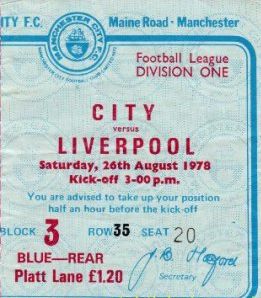 ITY F.C.
MANCHESTER CITY F.C.
Maine Road - Manchester
Football League
DIVISION ONE
CITY
versus
LIVERPOOL
Saturday, 26th August 1978
Kick-off 3-00 p.m.
You are advised to take up your position
half an hour before the kick-off
BLOCK 3 ROW 35 SEAT 20
BLUE—REAR
Platt Lane £1.20
Secretary